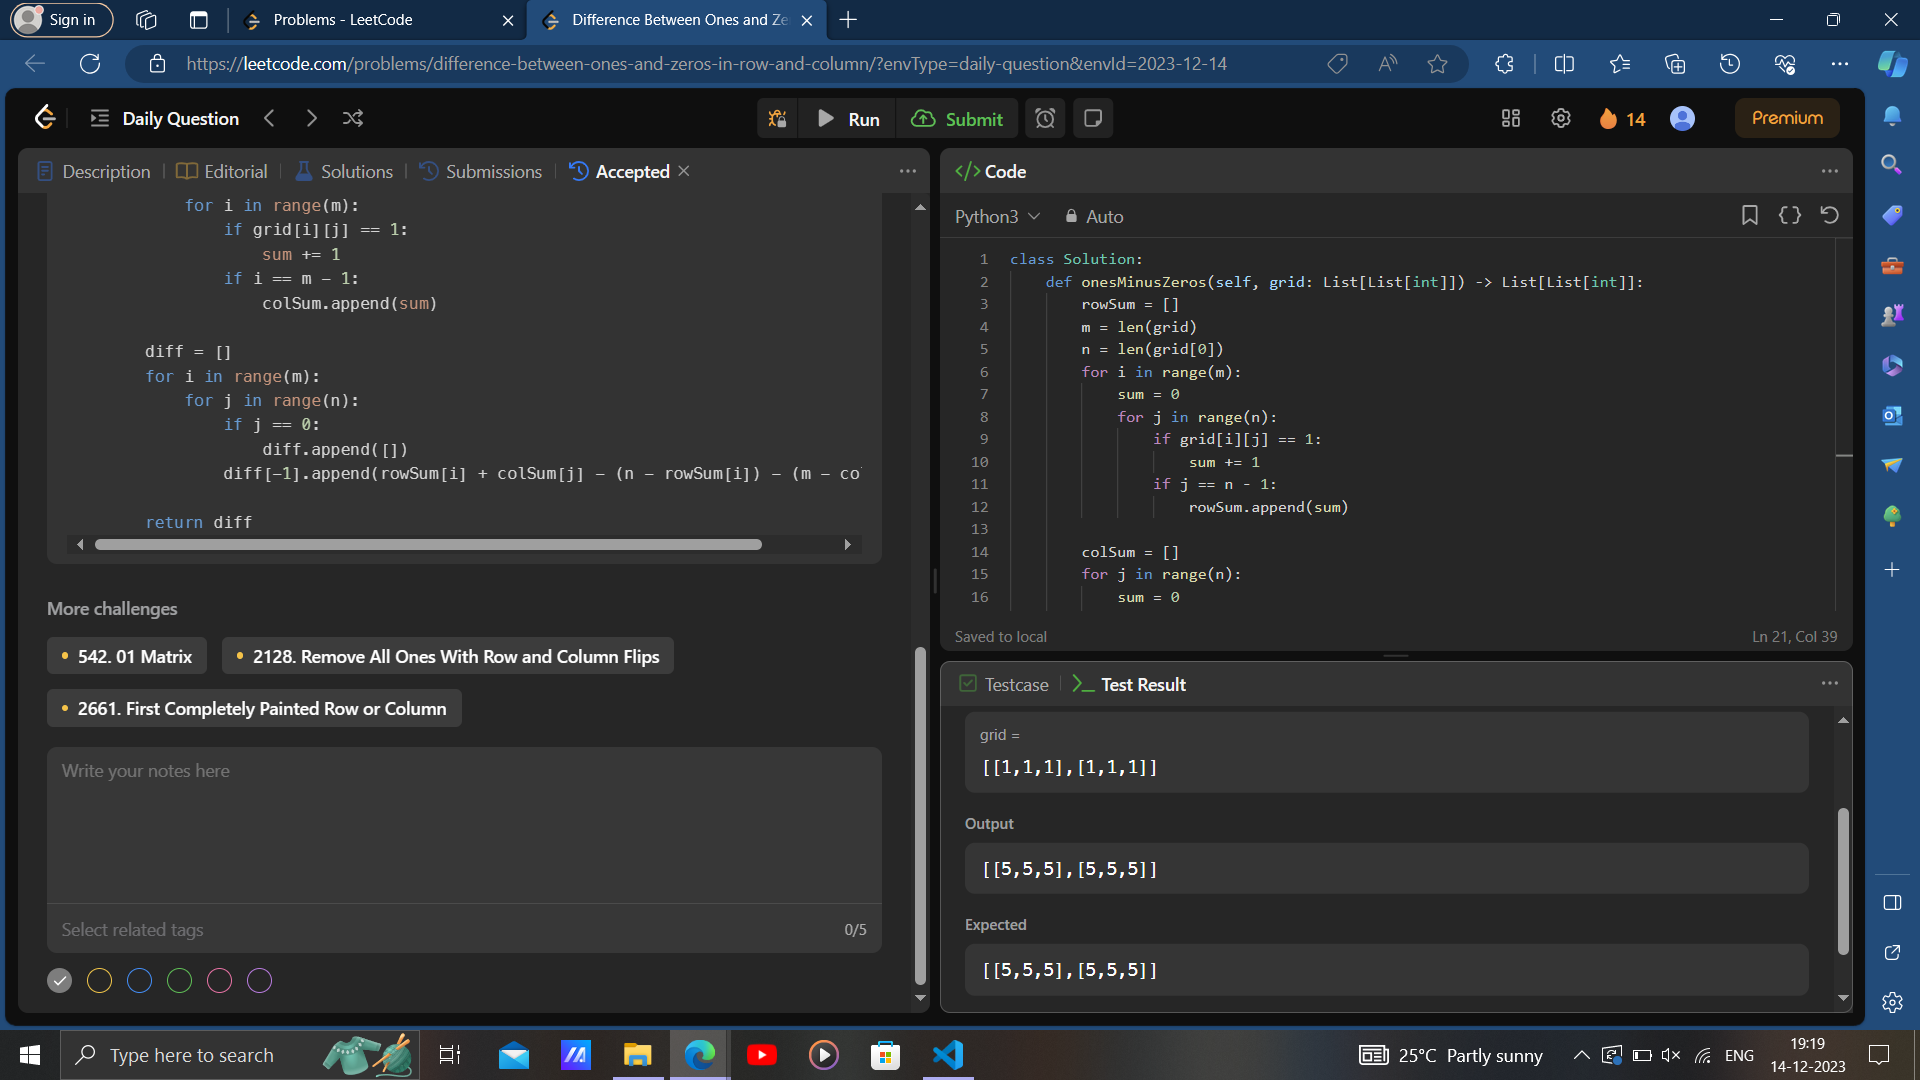 Sign in
Problems - LeetCode
Difference Between Ones and Ze
https://leetcode.com/problems/difference-between-ones-and-zeros-in-row-and-column/?envType=daily-question&envId=2023-12-14
Daily Question
Run
Submit
14
Premium
Description
Editorial
Solutions
Submissions
Accepted
for i in range(m):
if grid[i][j] == 1:
sum += 1
if i == m - 1:
colSum.append(sum)
diff = []
for i in range(m):
for j in range(n):
if j == 0:
diff.append([])
diff[-1].append(rowSum[i] + colSum[j] - (n - rowSum[i]) - (m - co
return diff
More challenges
542. 01 Matrix
2128. Remove All Ones With Row and Column Flips
2661. First Completely Painted Row or Column
Write your notes here
Select related tags
0/5
</> Code
Python3
Auto
1 class Solution:
2 def onesMinusZeros(self, grid: List[List[int]]) -> List[List[int]]:
3 rowSum = []
4 m = len(grid)
5 n = len(grid[0])
6 for i in range(m):
7 sum = 0
8 for j in range(n):
9 if grid[i][j] == 1:
10 sum += 1
11 if j == n - 1:
12 rowSum.append(sum)
13
14 colSum = []
15 for j in range(n):
16 sum = 0
Saved to local
Ln 21, Col 39
Testcase
Test Result
grid =
[[1,1,1],[1,1,1]]
Output
[[5,5,5],[5,5,5]]
Expected
[[5,5,5],[5,5,5]]
Type here to search
25°C Partly sunny
ENG
19:19
14-12-2023